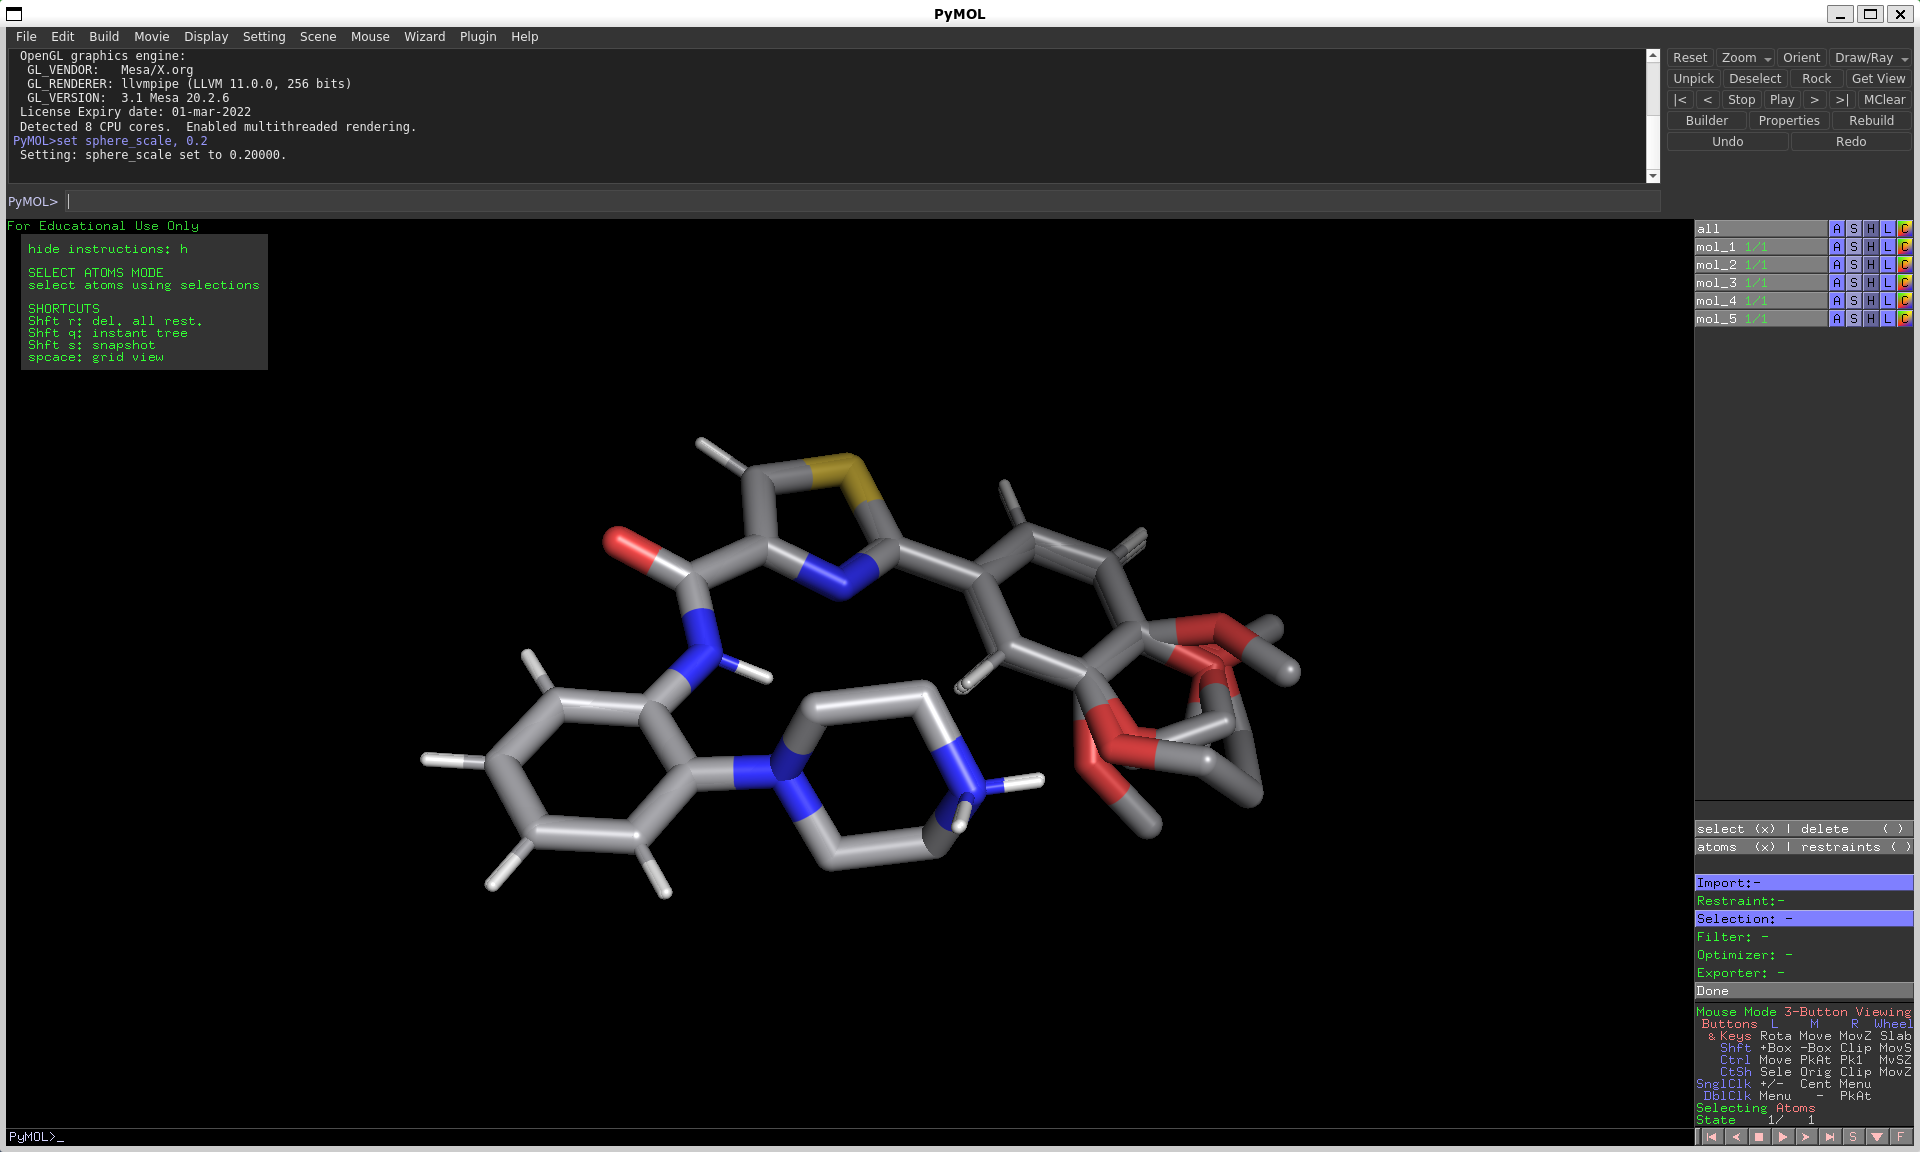 PyMOL
File Edit Build Movie Display Setting Scene Mouse Wizard Plugin Help
OpenGL graphics engine:
GL_VENDOR: Mesa/X.org
GL_RENDERER: llvmpipe (LLVM 11.0.0, 256 bits)
GL_VERSION: 3.1 Mesa 20.2.6
License Expiry date: 01-mar-2022
Detected 8 CPU cores. Enabled multithreaded rendering.
PyMOL>set sphere_scale, 0.2
Setting: sphere_scale set to 0.20000.
PyMOL>
Reset Zoom Orient Draw/Ray
Unpick Deselect Rock Get View
|< < Stop Play > >| MClear
Builder Properties Rebuild
Undo Redo
For Educational Use Only
hide instructions: h
SELECT ATOMS MODE
select atoms using selections
SHORTCUTS
Shft r: del. all rest.
Shft q: instant tree
Shft s: snapshot
spcace: grid view
all A S H L C
mol_1 1/1 A S H L C
mol_2 1/1 A S H L C
mol_3 1/1 A S H L C
mol_4 1/1 A S H L C
mol_5 1/1 A S H L C
select (x) | delete ( )
atoms (x) | restraints ( )
Import:-
Restraint:-
Selection: -
Filter: -
Optimizer: -
Exporter: -
Done
Mouse Mode 3-Button Viewing
Buttons L M R Wheel
& Keys Rota Move MovZ Slab
Shft +Box -Box Clip MovS
Ctrl Move PkAt Pk1 MvSZ
CtSh Sele Orig Clip MovZ
SnglClk +/- Cent Menu
DblClk Menu - PkAt
Selecting Atoms
State 1/ 1
PyMOL>_
S F